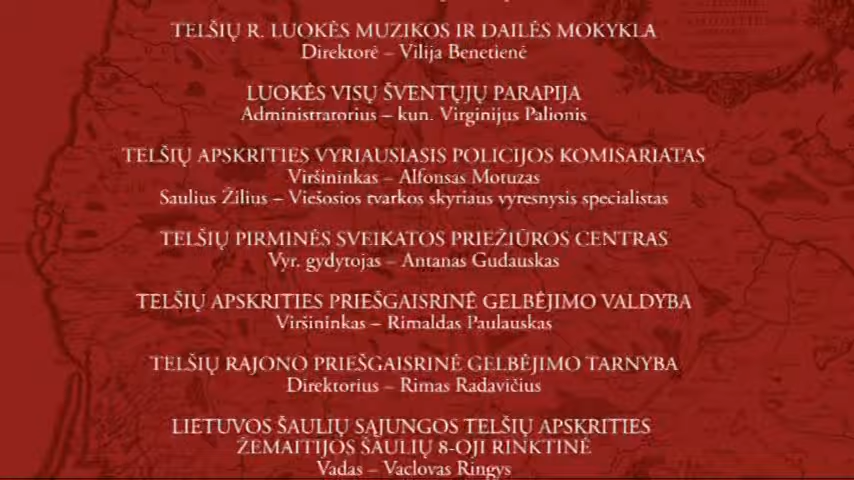 TELŠIŲ R. LUOKĖS MUZIKOS IR DAILĖS MOKYKLA
Direktorė – Vilija Benetienė
LUOKĖS VISŲ ŠVENTŲJŲ PARAPIJA
Administratorius – kun. Virginijus Palionis
TELŠIŲ APSKRITIES VYRIAUSIASIS POLICIJOS KOMISARIATAS
Viršininkas – Alfonsas Motuzas
Saulius Žilius – Viešosios tvarkos skyriaus vyresnysis specialistas
TELŠIŲ PIRMINĖS SVEIKATOS PRIEŽIŪROS CENTRAS
Vyr. gydytojas – Antanas Gudauskas
TELŠIŲ APSKRITIES PRIEŠGAISRINĖ GELBĖJIMO VALDYBA
Viršininkas – Rimaldas Paulauskas
TELŠIŲ RAJONO PRIEŠGAISRINĖ GELBĖJIMO TARNYBA
Direktorius – Rimas Radavičius
LIETUVOS ŠAULIŲ SĄJUNGOS TELŠIŲ APSKRITIES
ŽEMAITIJOS ŠAULIŲ 8-OJI RINKTINĖ
Vadas – Vaclovas Ringys